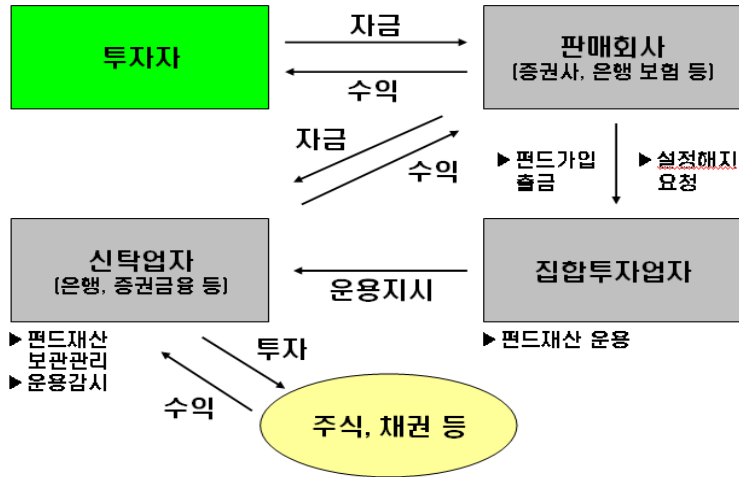 투자자
자금
수익
판매회사
(증권사, 은행 보험 등)
자금
수익
▶ 펀드가입
출금
▶ 설정해지
요청
신탁업자
(은행, 증권금융 등)
운용지시
집합투자업자
▶ 펀드재산
보관관리
▶ 운용감시
투자
수익
▶ 펀드재산 운용
주식, 채권 등